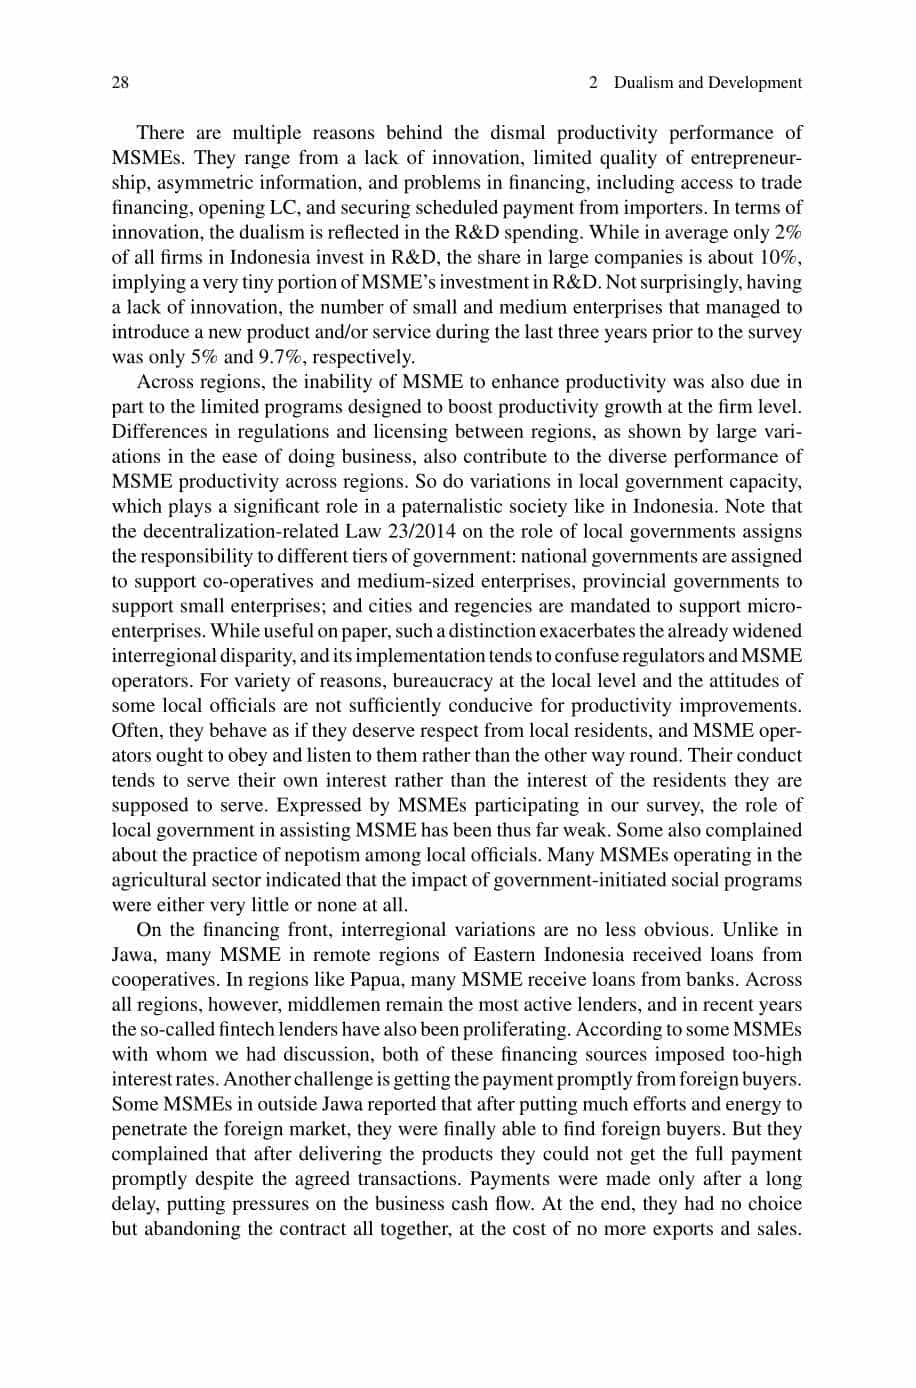 28
2 Dualism and Development
There are multiple reasons behind the dismal productivity performance of
MSMEs. They range from a lack of innovation, limited quality of entrepreneur-
ship, asymmetric information, and problems in financing, including access to trade
financing, opening LC, and securing scheduled payment from importers. In terms of
innovation, the dualism is reflected in the R&D spending. While in average only 2%
of all firms in Indonesia invest in R&D, the share in large companies is about 10%,
implying a very tiny portion of MSME's investment in R&D. Not surprisingly, having
a lack of innovation, the number of small and medium enterprises that managed to
introduce a new product and/or service during the last three years prior to the survey
was only 5% and 9.7%, respectively.
Across regions, the inability of MSME to enhance productivity was also due in
part to the limited programs designed to boost productivity growth at the firm level.
Differences in regulations and licensing between regions, as shown by large vari-
ations in the ease of doing business, also contribute to the diverse performance of
MSME productivity across regions. So do variations in local government capacity,
which plays a significant role in a paternalistic society like in Indonesia. Note that
the decentralization-related Law 23/2014 on the role of local governments assigns
the responsibility to different tiers of government: national governments are assigned
to support co-operatives and medium-sized enterprises, provincial governments to
support small enterprises; and cities and regencies are mandated to support micro-
enterprises. While useful on paper, such a distinction exacerbates the already widened
interregional disparity, and its implementation tends to confuse regulators and MSME
operators. For variety of reasons, bureaucracy at the local level and the attitudes of
some local officials are not sufficiently conducive for productivity improvements.
Often, they behave as if they deserve respect from local residents, and MSME oper-
ators ought to obey and listen to them rather than the other way round. Their conduct
tends to serve their own interest rather than the interest of the residents they are
supposed to serve. Expressed by MSMEs participating in our survey, the role of
local government in assisting MSME has been thus far weak. Some also complained
about the practice of nepotism among local officials. Many MSMEs operating in the
agricultural sector indicated that the impact of government-initiated social programs
were either very little or none at all.
On the financing front, interregional variations are no less obvious. Unlike in
Jawa, many MSME in remote regions of Eastern Indonesia received loans from
cooperatives. In regions like Papua, many MSME receive loans from banks. Across
all regions, however, middlemen remain the most active lenders, and in recent years
the so-called fintech lenders have also been proliferating. According to some MSMEs
with whom we had discussion, both of these financing sources imposed too-high
interest rates. Another challenge is getting the payment promptly from foreign buyers.
Some MSMEs in outside Jawa reported that after putting much efforts and energy to
penetrate the foreign market, they were finally able to find foreign buyers. But they
complained that after delivering the products they could not get the full payment
promptly despite the agreed transactions. Payments were made only after a long
delay, putting pressures on the business cash flow. At the end, they had no choice
but abandoning the contract all together, at the cost of no more exports and sales.